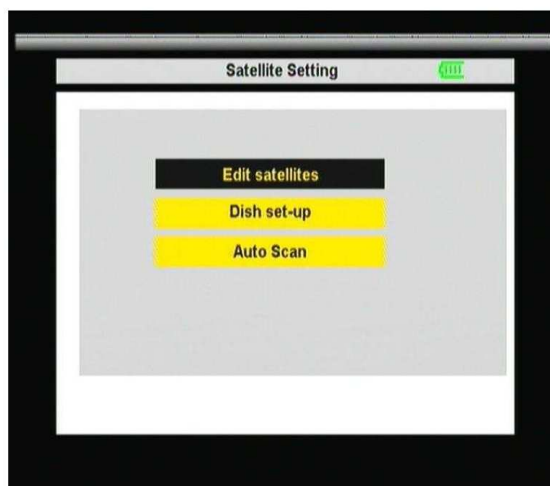 Satellite Setting
Edit satellites
Dish set-up
Auto Scan